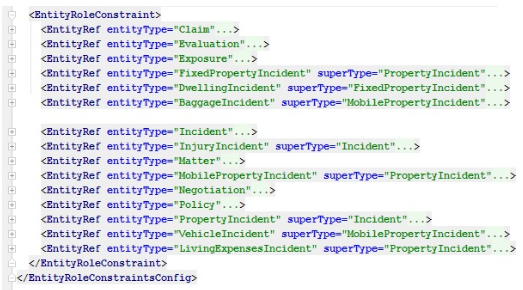 <EntityRoleConstraint>
<EntityRef entityType="Claim"...>
<EntityRef entityType="Evaluation"...>
<EntityRef entityType="Exposure"...>
<EntityRef entityType="FixedPropertyIncident" superType="PropertyIncident"...>
<EntityRef entityType="DwellingIncident" superType="FixedPropertyIncident"...>
<EntityRef entityType="BaggageIncident" superType="MobilePropertyIncident"...>
<EntityRef entityType="Incident"...>
<EntityRef entityType="InjuryIncident" superType="Incident"...>
<EntityRef entityType="Matter"...>
<EntityRef entityType="MobilePropertyIncident" superType="PropertyIncident"...>
<EntityRef entityType="Negotiation"...>
<EntityRef entityType="Policy"...>
<EntityRef entityType="PropertyIncident" superType="Incident"...>
<EntityRef entityType="VehicleIncident" superType="MobilePropertyIncident"...>
<EntityRef entityType="LivingExpensesIncident" superType="PropertyIncident"...>
</EntityRoleConstraint>
</EntityRoleConstraintsConfig>